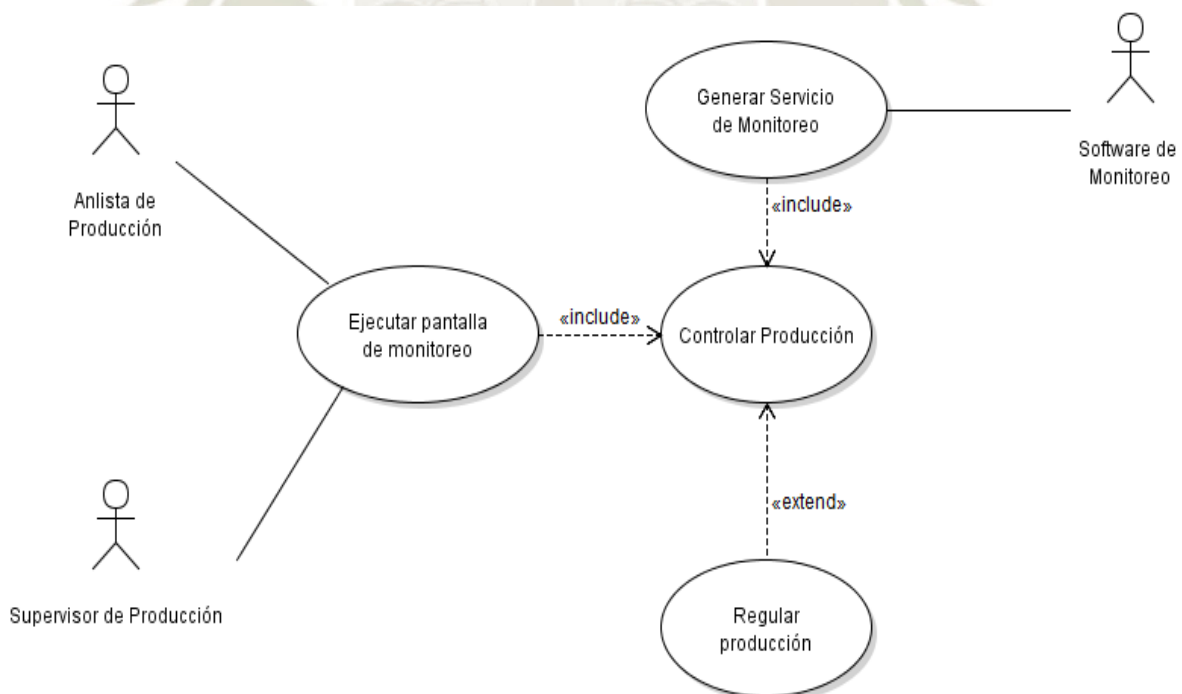 Generar Servicio
de Monitoreo
Software de
Monitoreo
Anlista de
Producción
«include»
Ejecutar pantalla
de monitoreo
«include»
Controlar Producción
«extend»
Supervisor de Producción
Regular
producción